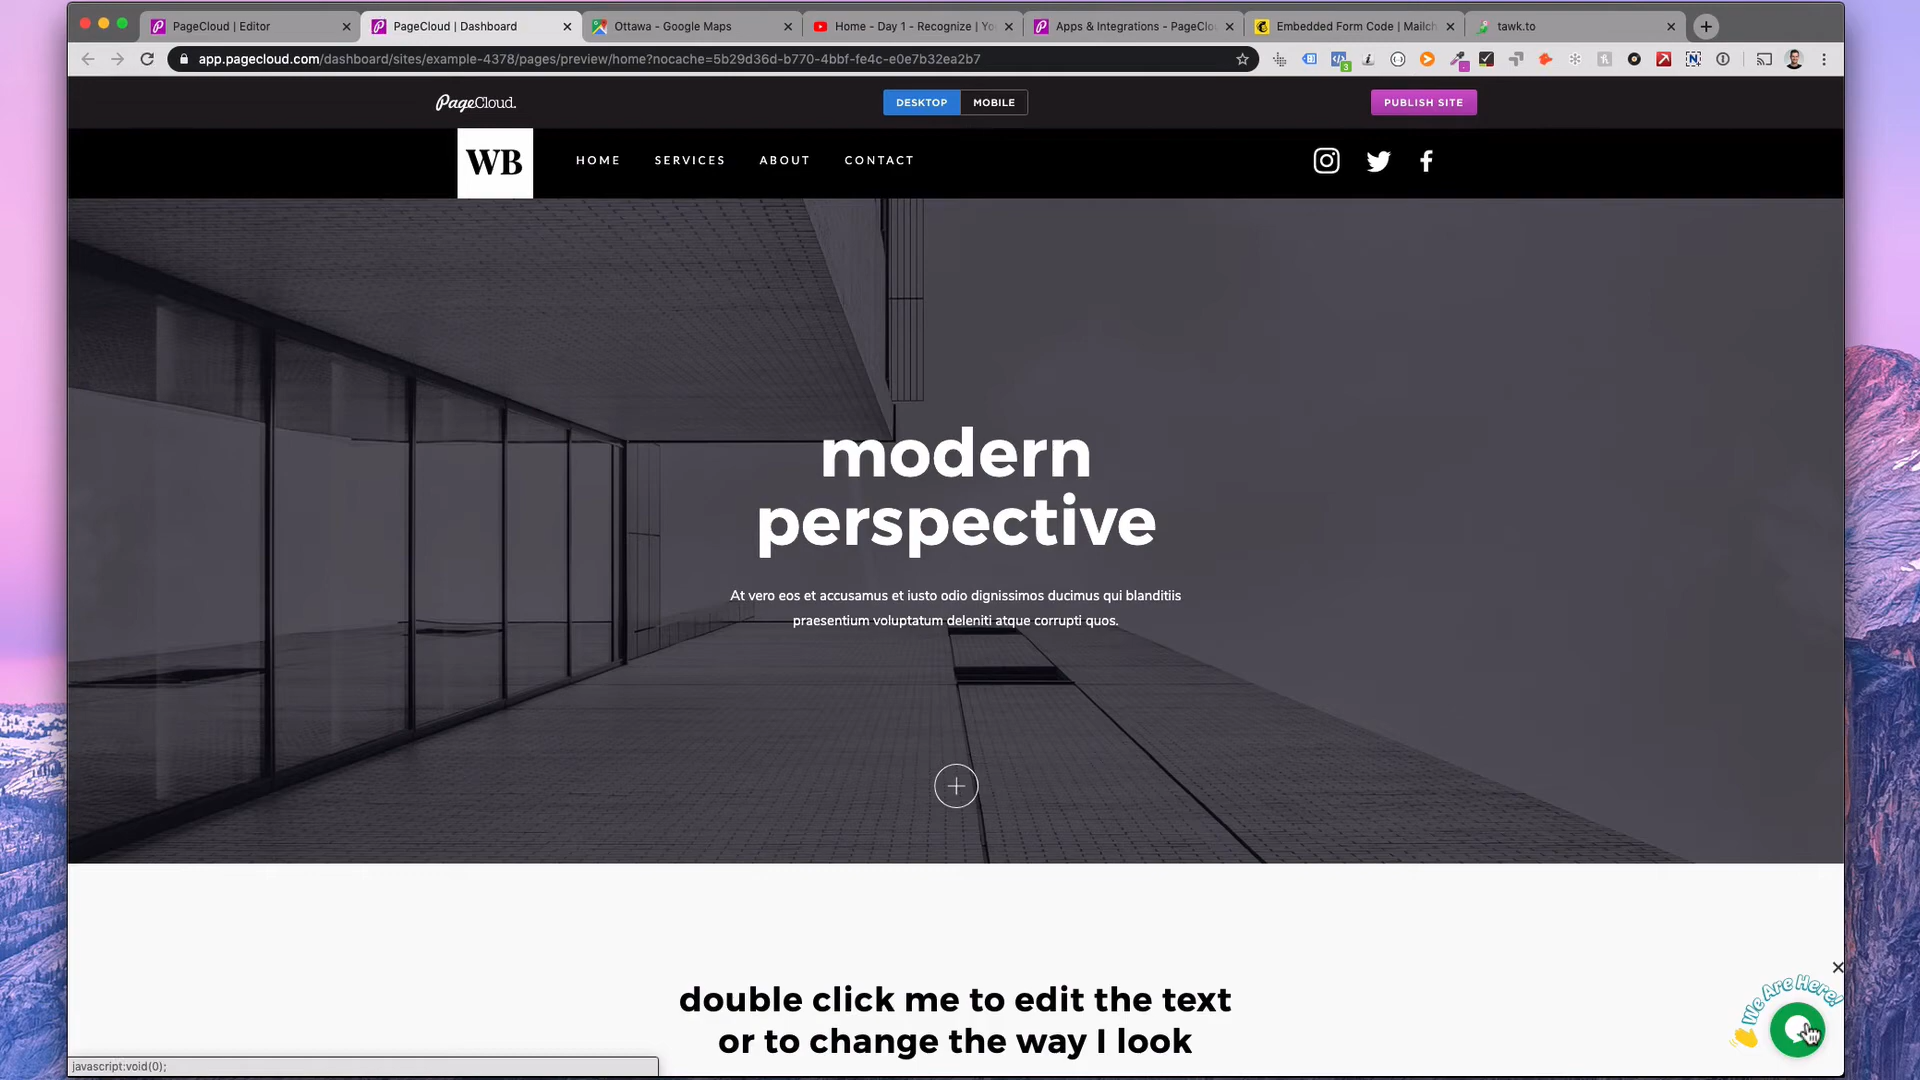 PageCloud | Editor
PageCloud | Dashboard
Ottawa - Google Maps
Home - Day 1 - Recognize | Yo
Apps & Integrations - PageClou
Embedded Form Code | Mailch
tawk.to
app.pagecloud.com/dashboard/sites/example-4378/pages/preview/home?nocache=5b29d36d-b770-4bbf-fe4c-e0e7b32ea2b7
3
PageCloud.
DESKTOP
MOBILE
PUBLISH SITE
WB
HOME
SERVICES
ABOUT
CONTACT
modern
perspective
At vero eos et accusamus et iusto odio dignissimos ducimus qui blanditiis
praesentium voluptatum deleniti atque corrupti quos.
double click me to edit the text
or to change the way I look
We Are Here!
javascript:void(0);